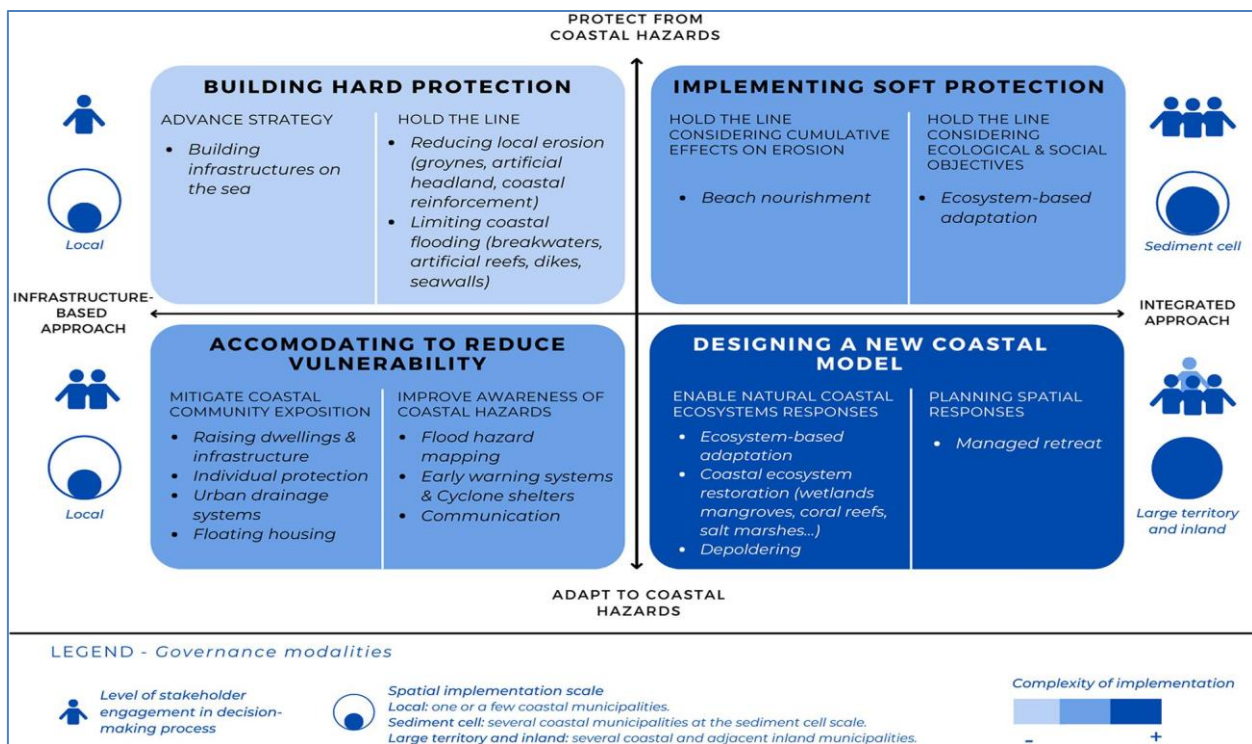 PROTECT FROM
COASTAL HAZARDS
BUILDING HARD PROTECTION
ADVANCE STRATEGY
• Building
infrastructures on
the sea
HOLD THE LINE
• Reducing local erosion
(groynes, artificial
headland, coastal
reinforcement)
• Limiting coastal
flooding (breakwaters,
artificial reefs, dikes,
seawalls)
Local
IMPLEMENTING SOFT PROTECTION
HOLD THE LINE
CONSIDERING CUMULATIVE
EFFECTS ON EROSION
• Beach nourishment
HOLD THE LINE
CONSIDERING
ECOLOGICAL & SOCIAL
OBJECTIVES
• Ecosystem-based
adaptation
Sediment cell
INFRASTRUCTURE-
BASED
APPROACH
INTEGRATED
APPROACH
ACCOMODATING TO REDUCE
VULNERABILITY
MITIGATE COASTAL
COMMUNITY EXPOSITION
• Raising dwellings &
infrastructure
• Individual protection
• Urban drainage
systems
• Floating housing
IMPROVE AWARENESS OF
COASTAL HAZARDS
• Flood hazard
mapping
• Early warning systems
& Cyclone shelters
• Communication
Local
DESIGNING A NEW COASTAL
MODEL
ENABLE NATURAL COASTAL
ECOSYSTEMS RESPONSES
• Ecosystem-based
adaptation
• Coastal ecosystem
restoration (wetlands
mangroves, coral reefs,
salt marshes...)
• Depoldering
PLANNING SPATIAL
RESPONSES
• Managed retreat
Large territory
and inland
ADAPT TO COASTAL
HAZARDS
LEGEND - Governance modalities
Level of stakeholder
engagement in decision-
making process
Spatial implementation scale
Local: one or a few coastal municipalities.
Sediment cell: several coastal municipalities at the sediment cell scale.
Large territory and inland: several coastal and adjacent inland municipalities.
Complexity of implementation
- +